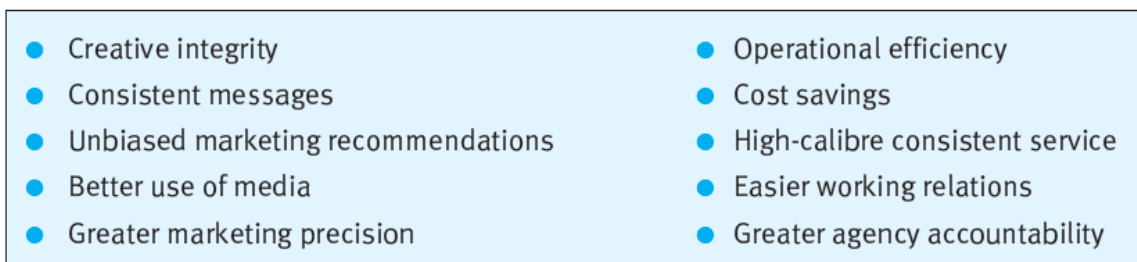 Creative integrity
Consistent messages
Unbiased marketing recommendations
Better use of media
Greater marketing precision
Operational efficiency
Cost savings
High-calibre consistent service
Easier working relations
Greater agency accountability